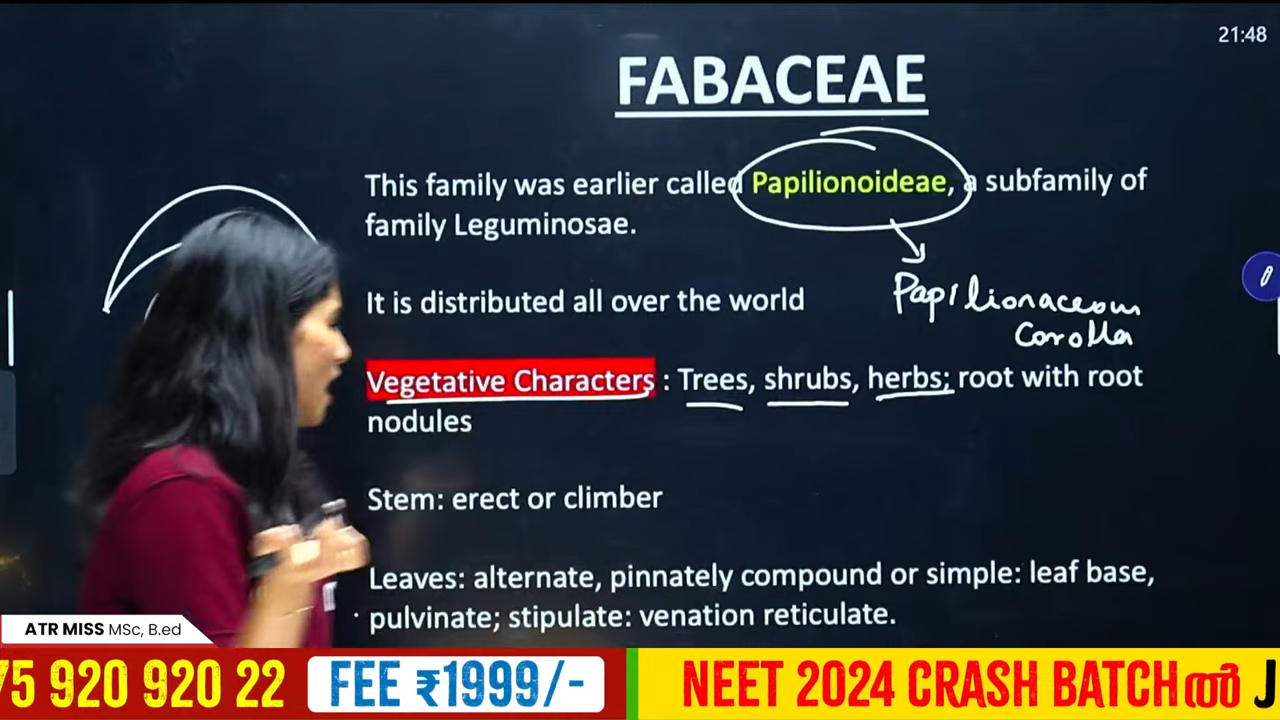 21:48
FABACEAE
This family was earlier called Papilionoideae, a subfamily of
family Leguminosae.
It is distributed all over the world
Papilionaceous
Corolla
Vegetative Characters : Trees, shrubs, herbs; root with root
nodules
Stem: erect or climber
Leaves: alternate, pinnately compound or simple: leaf base,
pulvinate; stipulate: venation reticulate.
ATR MISS MSc, B.ed
75 920 920 22 FEE ₹1999/- NEET 2024 CRASH BATCHൽ J